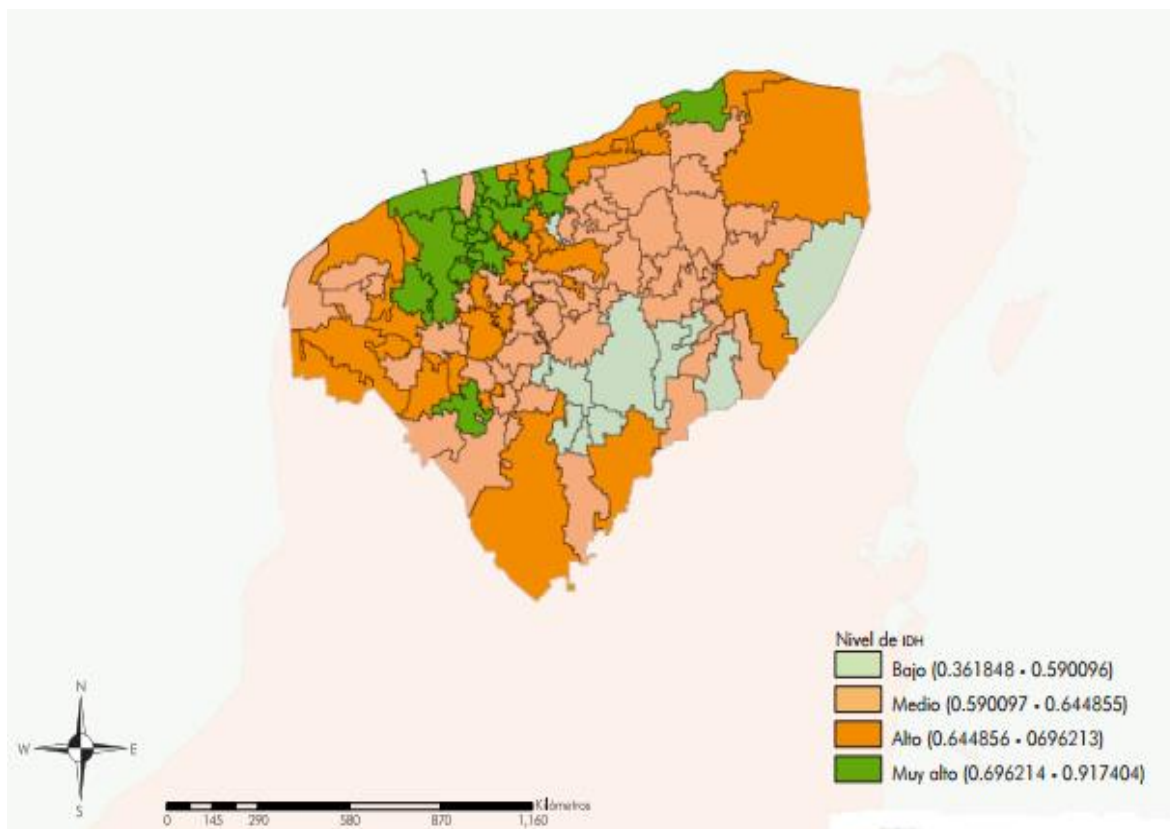 Nivel de IDH
Bajo (0.361848 - 0.590096)
Medio (0.590097 - 0.644855)
Alto (0.644856 - 0696213)
Muy alto (0.696214 - 0.917404)
N
W E
S
Kilómetros
0 145 290 580 870 1,160